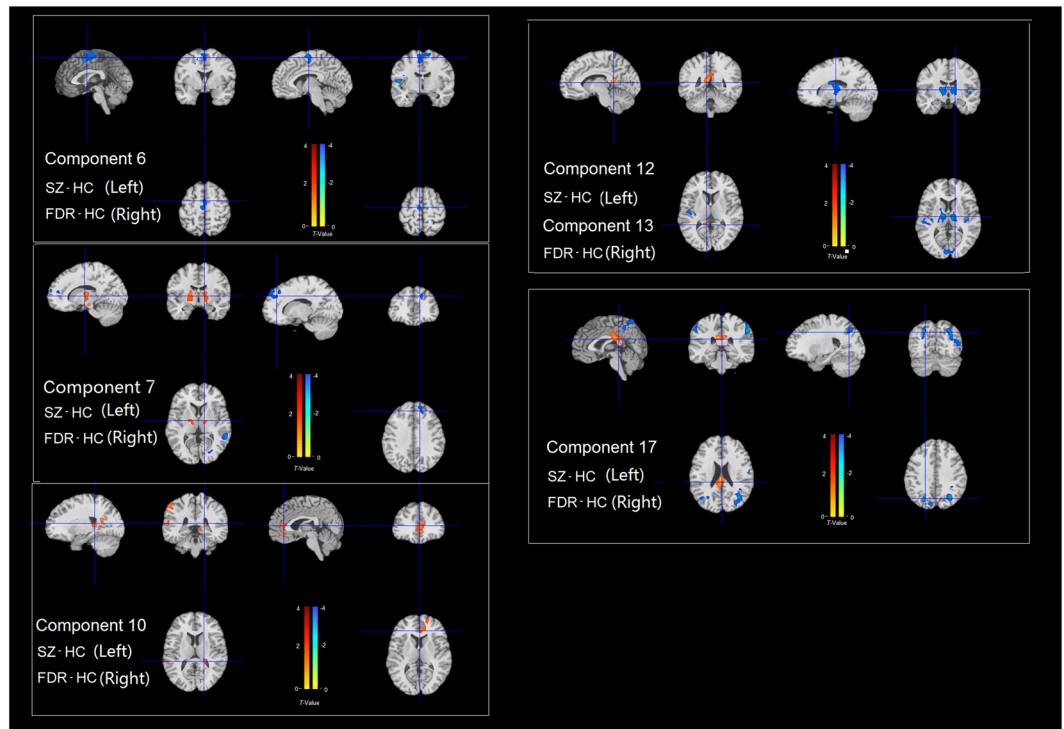 Component 6
SZ-HC (Left)
FDR-HC (Right)
4 -4
2 -2
0 0
T-Value
Component 7
SZ-HC (Left)
FDR-HC (Right)
4 -4
2 -2
0 0
T-Value
Component 10
SZ-HC (Left)
FDR-HC (Right)
4 -4
2 -2
0 0
T-Value
Component 12
SZ-HC (Left)
Component 13
FDR-HC (Right)
4 -4
2 -2
0 0
T-Value
Component 17
SZ-HC (Left)
FDR-HC (Right)
4 -4
2 -2
0 0
T-Value